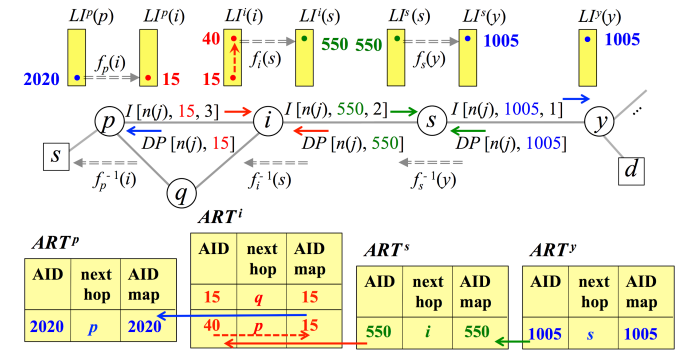 LIᵖ(p) LIᵖ(i) LIⁱ(i) LIⁱ(s) LIˢ(s) LIˢ(y) LIʸ(y)
40 550 550 1005 1005
fₚ(i) fᵢ(s) fₛ(y)
2020 15 15
I [n(j), 15, 3] I [n(j), 550, 2] I [n(j), 1005, 1]
p i s y ...
DP [n(j), 15] DP [n(j), 550] DP [n(j), 1005]
s d
fₚ⁻¹(i) fᵢ⁻¹(s) fₛ⁻¹(y)
q
ARTⁱ
ARTᵖ ARTˢ ARTʸ
AID next hop AID map
2020 p 2020
AID next hop AID map
15 q 15
40 p 15
AID next hop AID map
550 i 550
AID next hop AID map
1005 s 1005